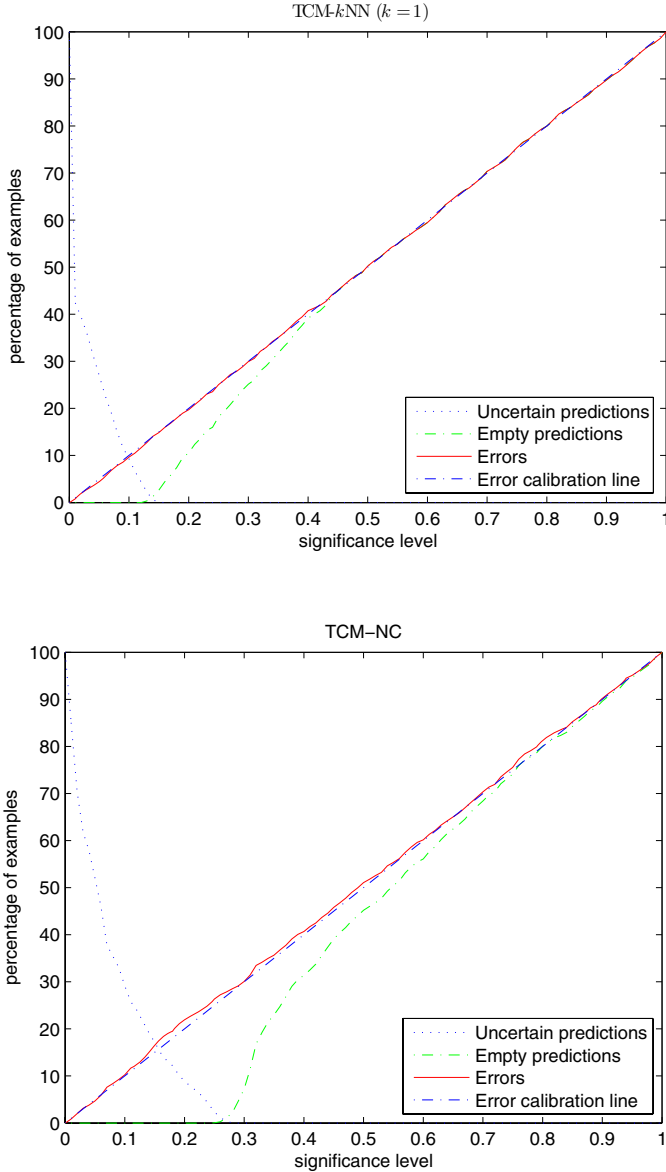 TCM-kNN (k = 1)
100
90
80
70
60
50
40
30
20
10
0
percentage of examples
Uncertain predictions
Empty predictions
Errors
Error calibration line
0 0.1 0.2 0.3 0.4 0.5 0.6 0.7 0.8 0.9 1
significance level
TCM−NC
100
90
80
70
60
50
40
30
20
10
0
percentage of examples
Uncertain predictions
Empty predictions
Errors
Error calibration line
0 0.1 0.2 0.3 0.4 0.5 0.6 0.7 0.8 0.9 1
significance level